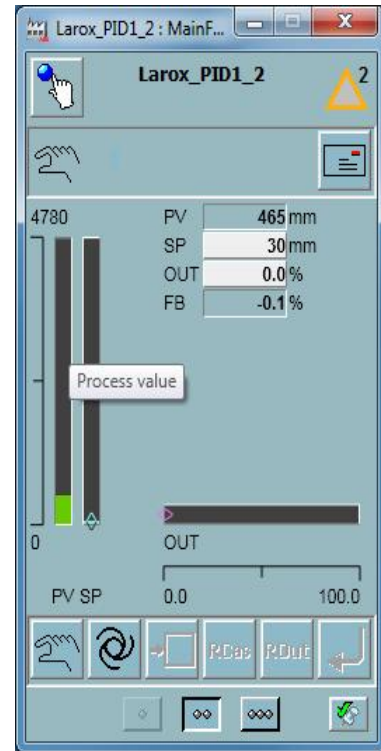 Larox_PID1_2 : MainF...
Larox_PID1_2
2
4780
PV 465 mm
SP 30 mm
OUT 0.0 %
FB -0.1 %
Process value
0
OUT
PV SP
0.0 100.0
RCas ROut